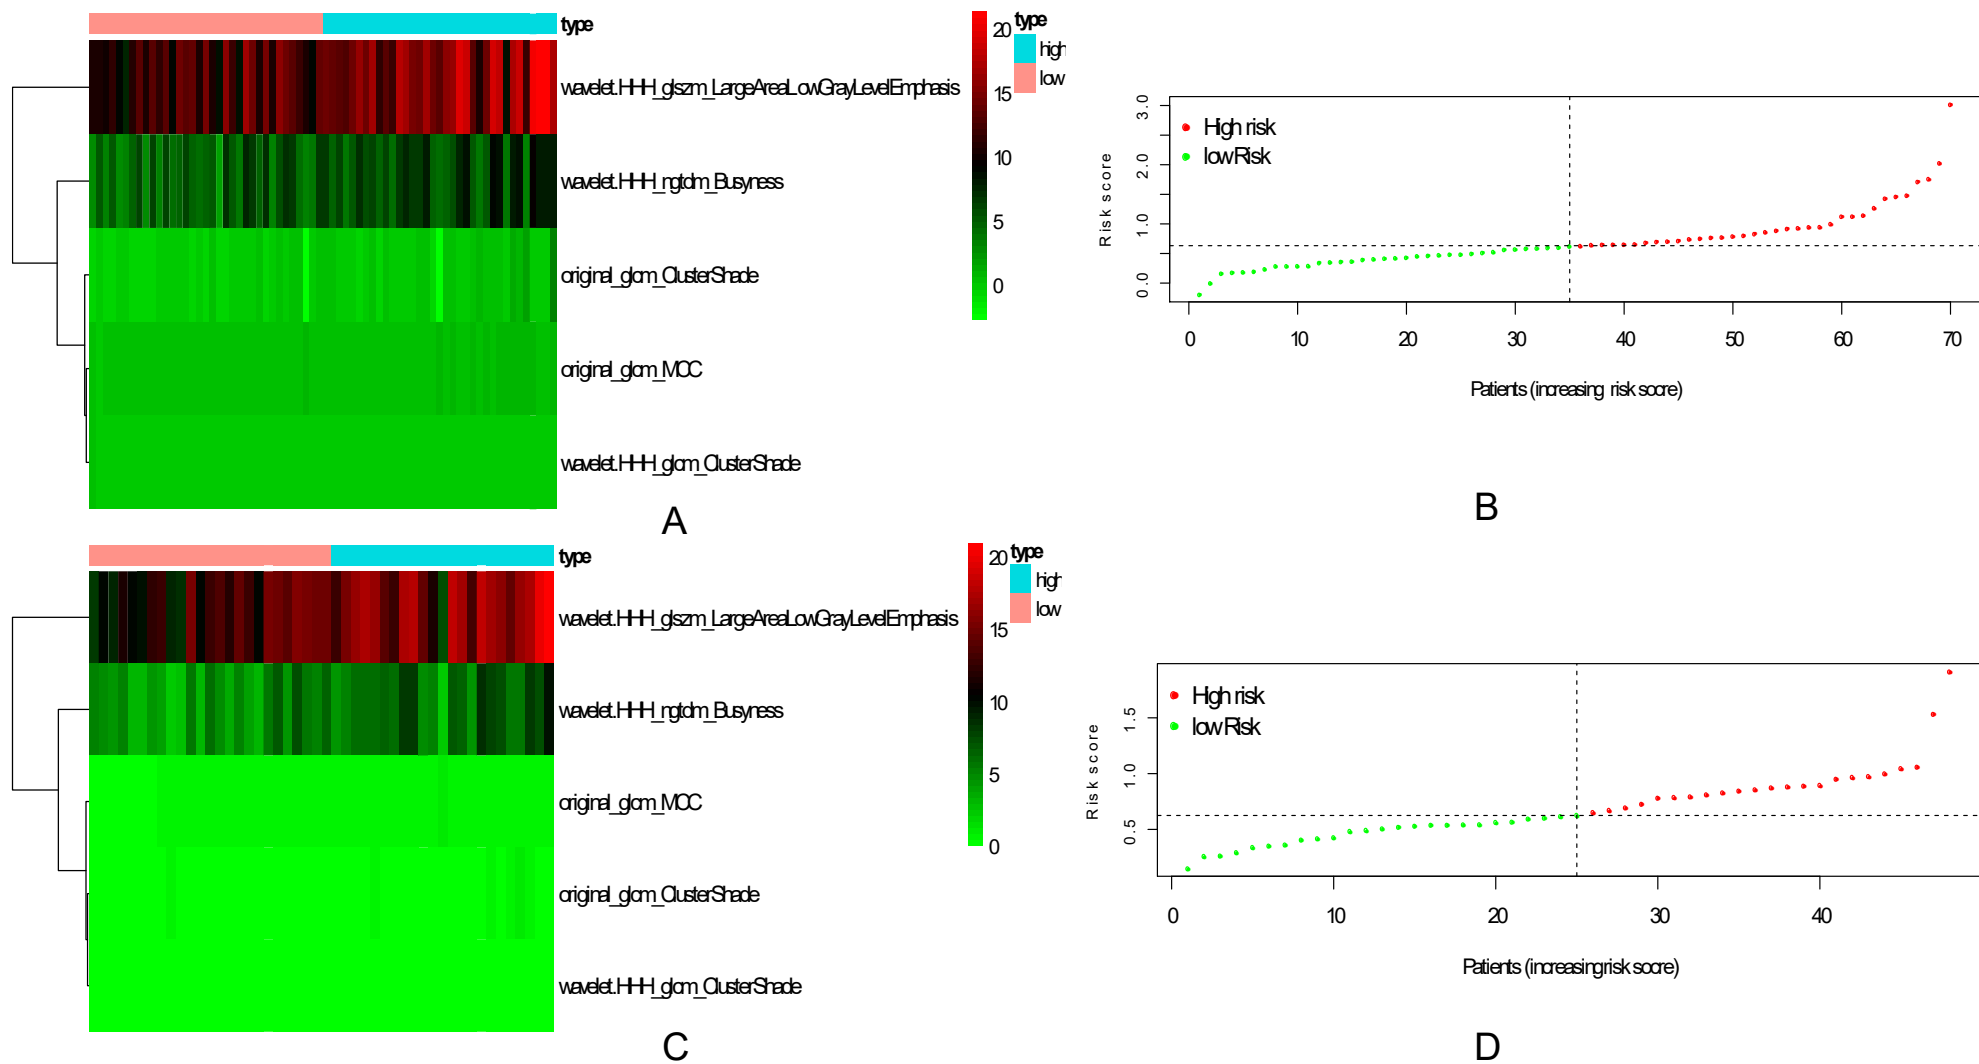 type
20
15
10
5
0
type
high
low
wavelet.HHH_glszm_LargeAreaLowGrayLevelEmphasis
wavelet.HHH_ngtdm_Busyness
original_glcm_ClusterShade
original_glcm_MCC
wavelet.HHH_glcm_ClusterShade
A
High risk
low Risk
Risk score
3.0
2.0
1.0
0.0
0 10 20 30 40 50 60 70
Patients (increasing risk score)
B
type
20
15
10
5
0
type
high
low
wavelet.HHH_glszm_LargeAreaLowGrayLevelEmphasis
wavelet.HHH_ngtdm_Busyness
original_glcm_MCC
original_glcm_ClusterShade
wavelet.HHH_glcm_ClusterShade
C
High risk
low Risk
Risk score
1.5
1.0
0.5
0 10 20 30 40
Patients (increasing risk score)
D